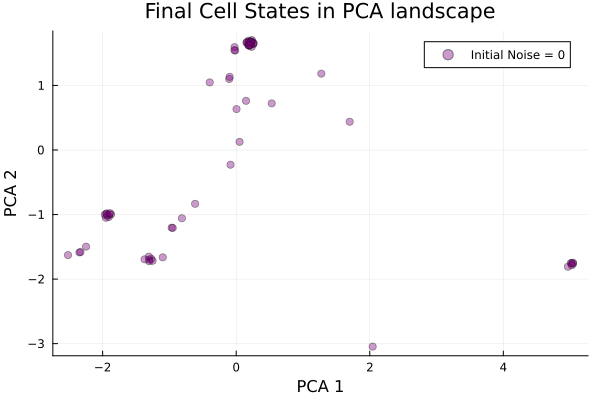 Final Cell States in PCA landscape
Initial Noise = 0
PCA 2
1
0
−1
−2
−3
−2
0
2
4
PCA 1